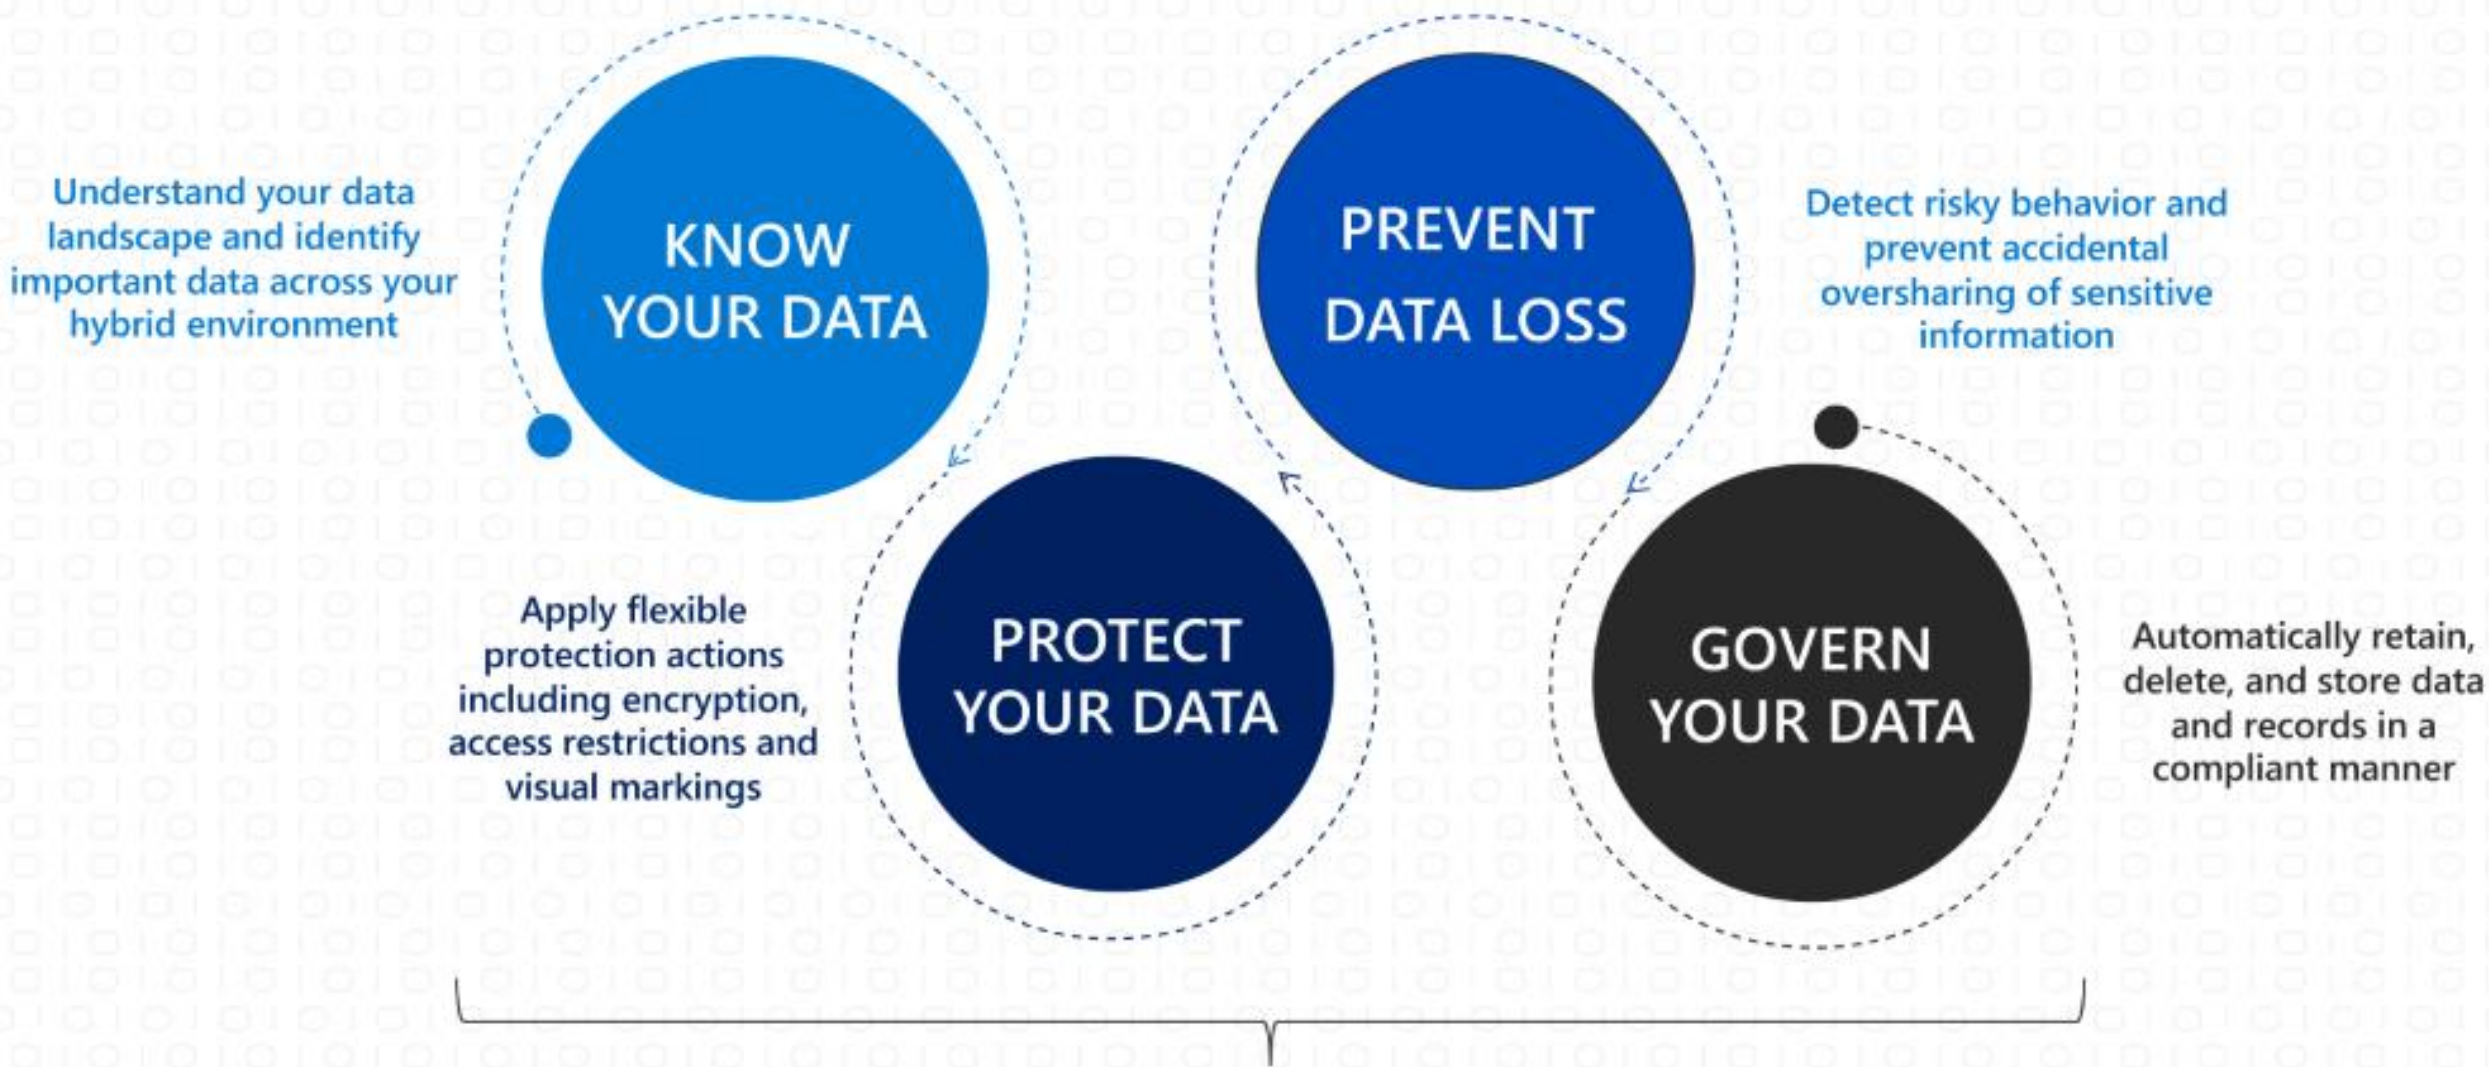 Understand your data
landscape and identify
important data across your
hybrid environment
KNOW
YOUR DATA
Apply flexible
protection actions
including encryption,
access restrictions and
visual markings
PROTECT
YOUR DATA
PREVENT
DATA LOSS
Detect risky behavior and
prevent accidental
oversharing of sensitive
information
GOVERN
YOUR DATA
Automatically retain,
delete, and store data
and records in a
compliant manner